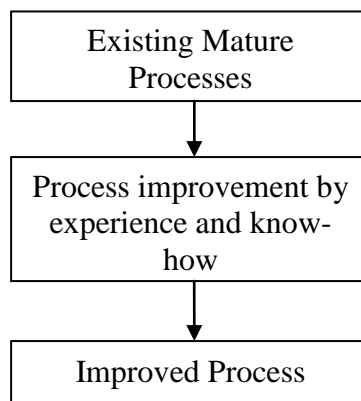 Existing Mature
Processes
Process improvement by
experience and know-
how
Improved Process